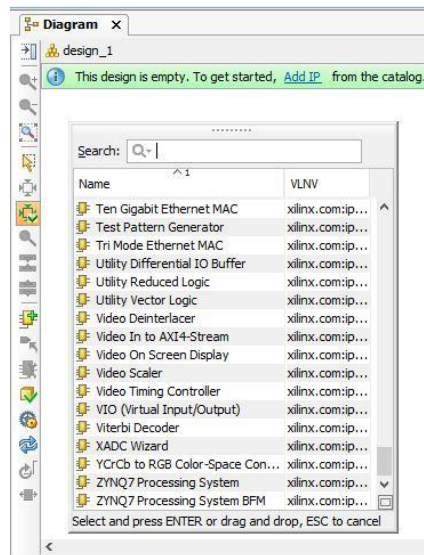 Diagram ×
design_1
This design is empty. To get started, Add IP from the catalog.
Search: Q-
Name 1 VLNV
Ten Gigabit Ethernet MAC xilinx.com:ip...
Test Pattern Generator xilinx.com:ip...
Tri Mode Ethernet MAC xilinx.com:ip...
Utility Differential IO Buffer xilinx.com:ip...
Utility Reduced Logic xilinx.com:ip...
Utility Vector Logic xilinx.com:ip...
Video Deinterlacer xilinx.com:ip...
Video In to AXI4-Stream xilinx.com:ip...
Video On Screen Display xilinx.com:ip...
Video Scaler xilinx.com:ip...
Video Timing Controller xilinx.com:ip...
VIO (Virtual Input/Output) xilinx.com:ip...
Viterbi Decoder xilinx.com:ip...
XADC Wizard xilinx.com:ip...
YCrCb to RGB Color-Space Con... xilinx.com:ip...
ZYNQ7 Processing System xilinx.com:ip...
ZYNQ7 Processing System BFM xilinx.com:ip...
Select and press ENTER or drag and drop, ESC to cancel